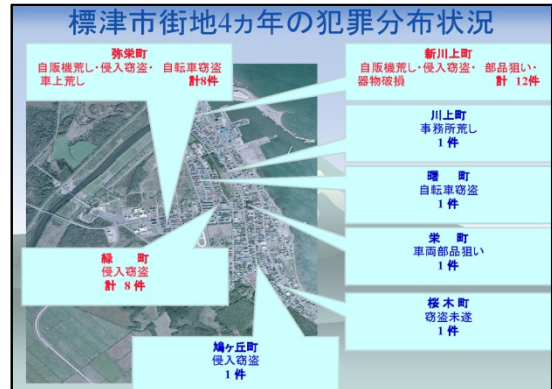 標津市街地4ヵ年の犯罪分布状況
弥栄町
自販機荒し・侵入窃盗・ 自転車窃盗
車上荒し 計8件
新川上町
自販機荒し・侵入窃盗・ 部品狙い・
器物破損 計 12件
川上町
事務所荒し
1 件
曙 町
自転車窃盗
1 件
緑 町
侵入窃盗
計 8 件
栄 町
車両部品狙い
1 件
桜木町
窃盗未遂
1 件
鳩ヶ丘町
侵入窃盗
1 件